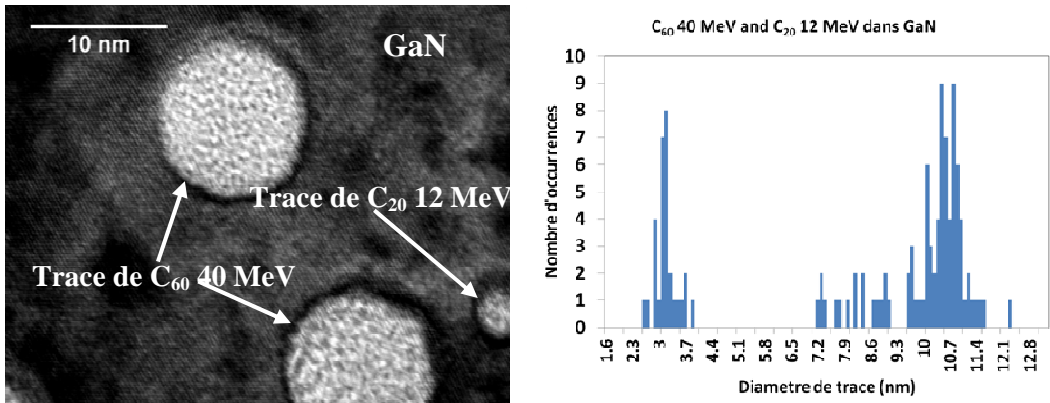 10 nm
GaN
Trace de C20 12 MeV
Trace de C60 40 MeV
C60 40 MeV and C20 12 MeV dans GaN
Nombre d'occurrences
10
9
8
7
6
5
4
3
2
1
0
1.6 2.3 3 3.7 4.4 5.1 5.8 6.5 7.2 7.9 8.6 9.3 10 10.7 11.4 12.1 12.8
Diametre de trace (nm)